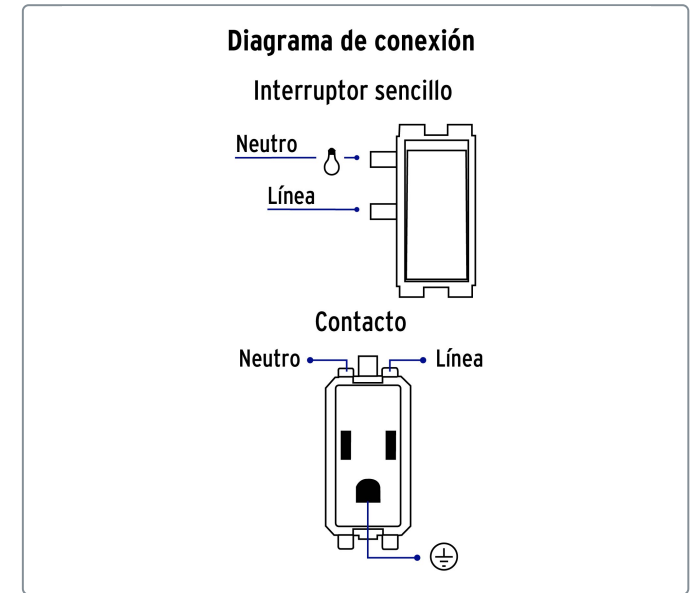 Diagrama de conexión
Interruptor sencillo
Neutro
Línea
Contacto
Neutro
Línea